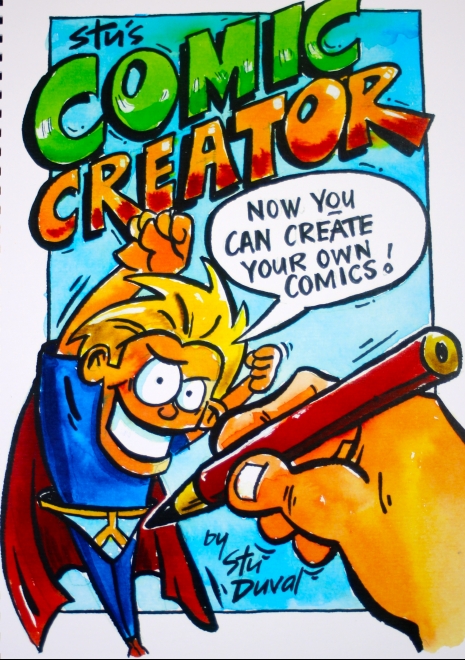 Stu's
COMIC
CREATOR
NOW YOU
CAN CREATE
YOUR OWN
COMICS!
by
Stu
Duval